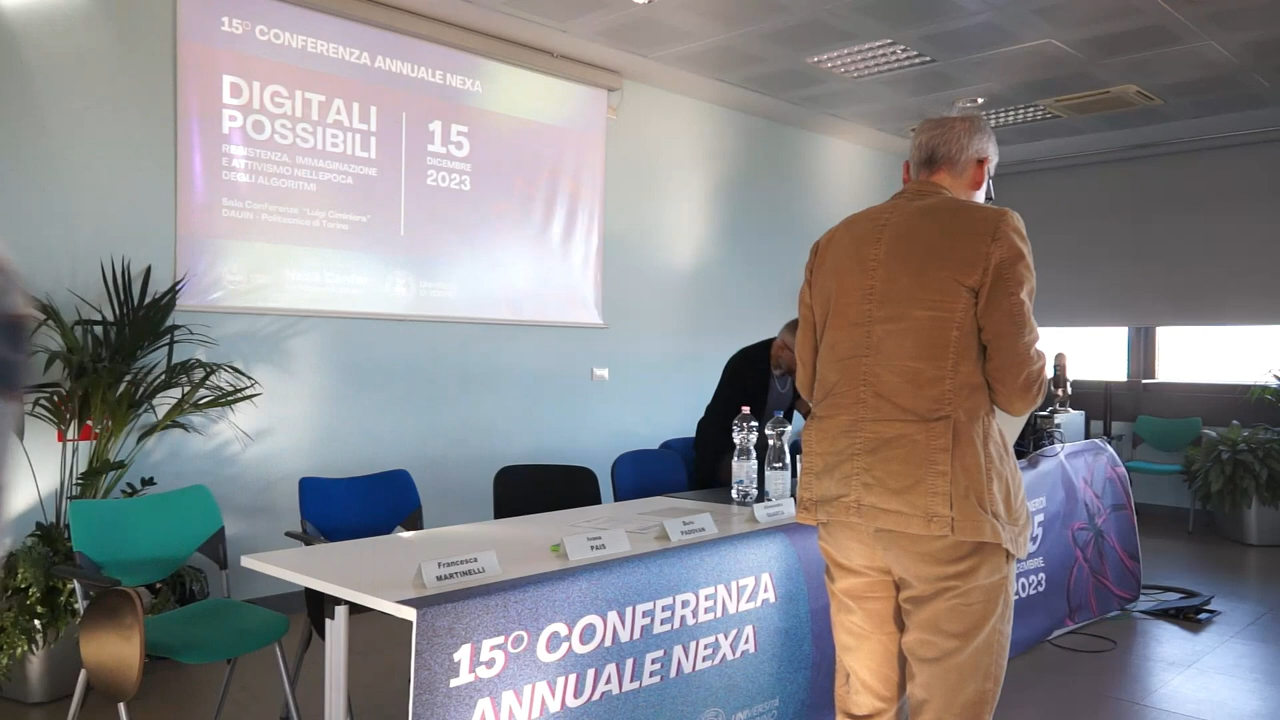 15° CONFERENZA ANNUALE NEXA
DIGITALI
POSSIBILI
RESISTENZA, IMMAGINAZIONE
E ATTIVISMO NELL'EPOCA
DEGLI ALGORITMI
Sala Conferenze "Luigi Ciminiera"
DAUIN - Politecnico di Torino
15
DICEMBRE
2023
Francesca
MARTINELLI
Ivana
PAIS
PADOVAN
15° CONFERENZA
ANNUALE NEXA
2023